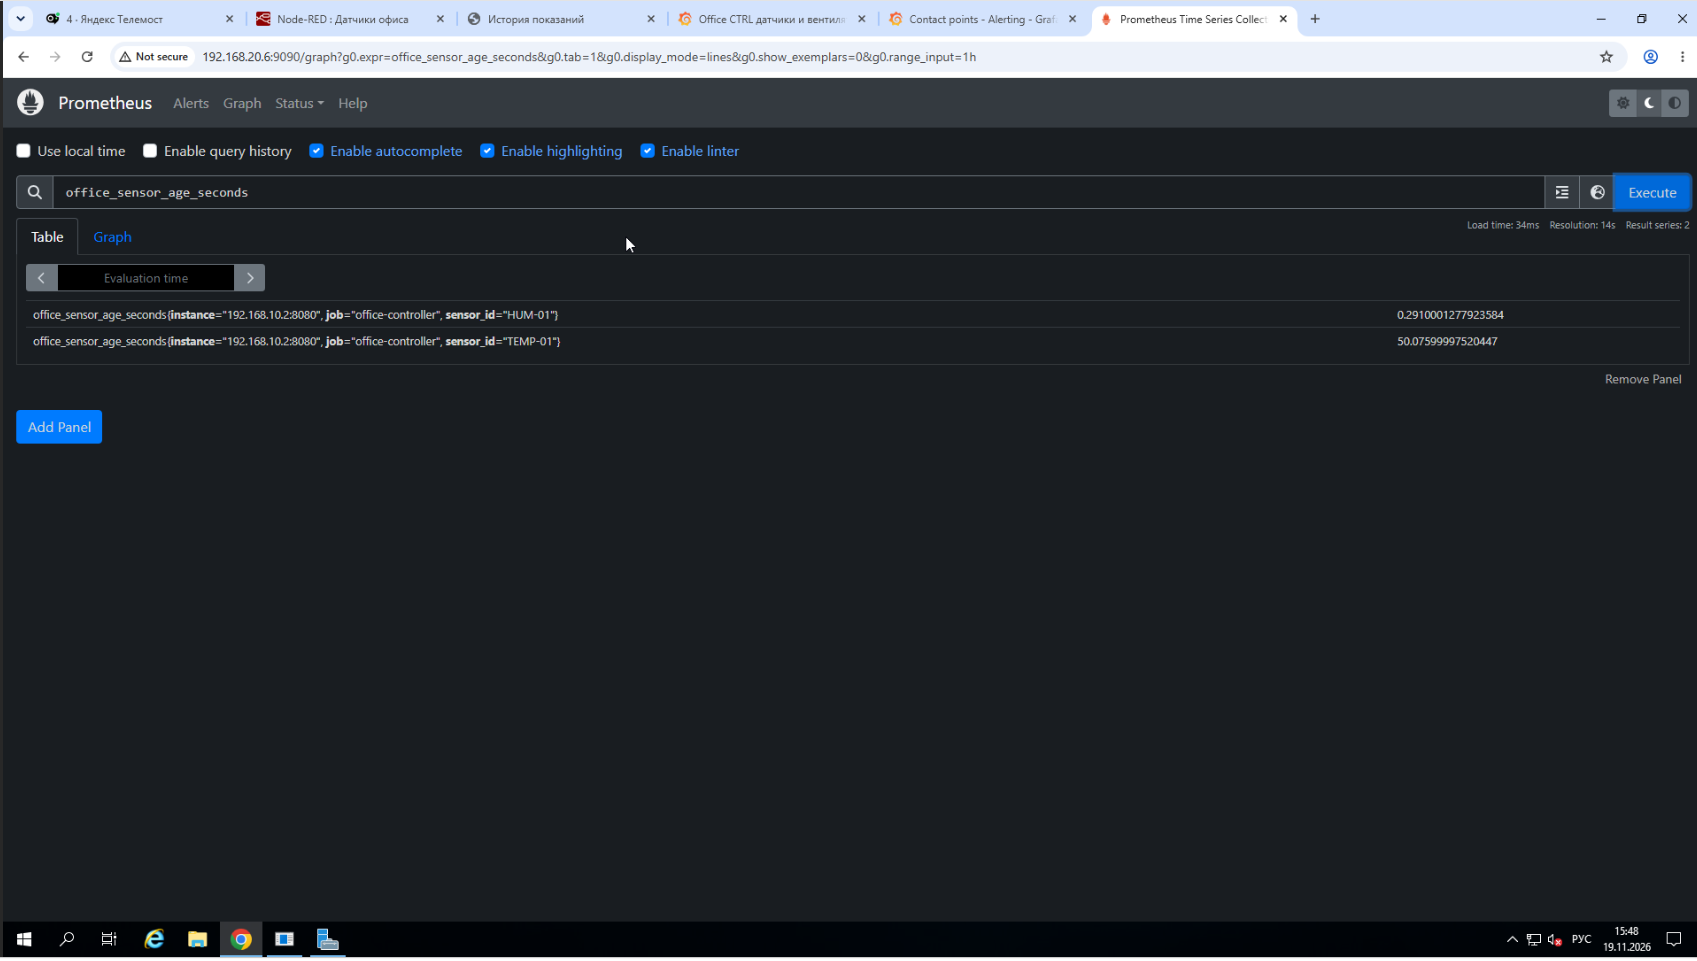 4 - Яндекс Телемост
Node-RED : Датчики офиса
История показаний
Office CTRL датчики и вентиля
Contact points - Alerting - Graf
Prometheus Time Series Collect
Not secure
192.168.20.6:9090/graph?g0.expr=office_sensor_age_seconds&g0.tab=1&g0.display_mode=lines&g0.show_exemplars=0&g0.range_input=1h
Prometheus Alerts Graph Status Help
Use local time Enable query history Enable autocomplete Enable highlighting Enable linter
office_sensor_age_seconds Execute
Load time: 34ms Resolution: 14s Result series: 2
Table Graph
Evaluation time
office_sensor_age_seconds{instance="192.168.10.2:8080", job="office-controller", sensor_id="HUM-01"} 0.2910001277923584
office_sensor_age_seconds{instance="192.168.10.2:8080", job="office-controller", sensor_id="TEMP-01"} 50.07599997520447
Remove Panel
Add Panel
РУС
15:48
19.11.2026